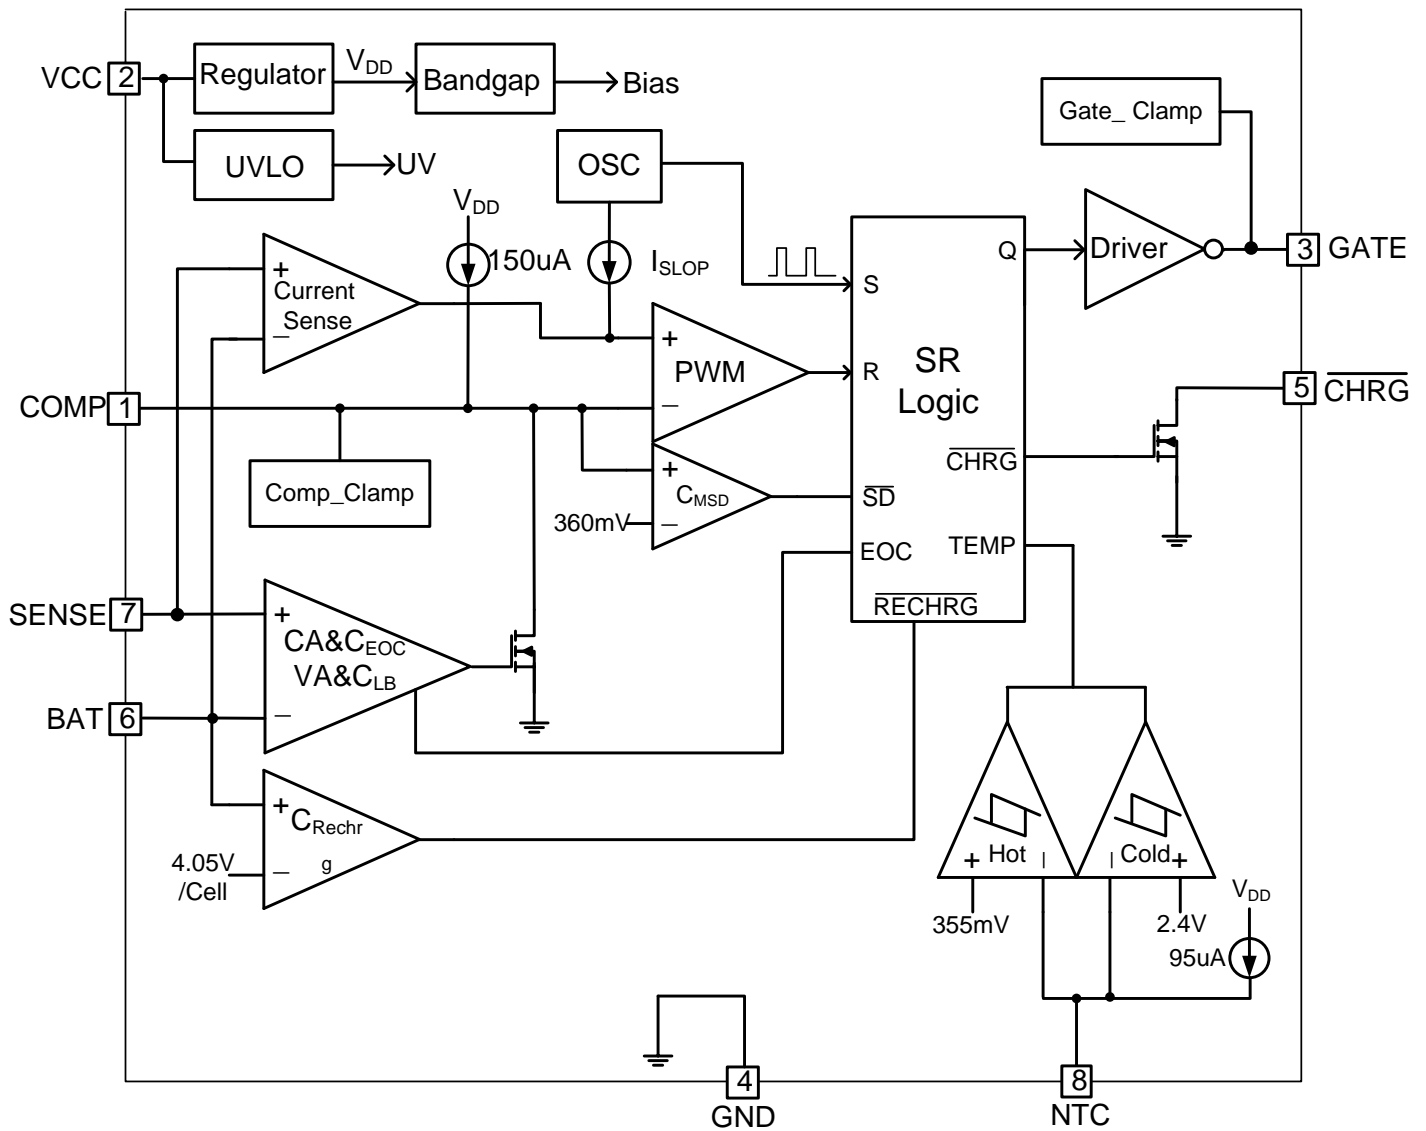 VCC 2
Regulator
VDD
Bandgap
Bias
UVLO
UV
OSC
Gate_ Clamp
VDD
150uA
ISLOP
+
Current
Sense
−
S
Q
Driver
3 GATE
+
PWM
−
R
SR
Logic
5 CHRG
COMP 1
Comp_Clamp
+
CMSD
−
360mV
SD
CHRG
EOC
TEMP
RECHRG
SENSE 7
+
CA&CEOC
VA&CLB
−
BAT 6
+
CRechr
g
−
4.05V
/Cell
+ Hot −
− Cold +
355mV
2.4V
VDD
95uA
4
GND
8
NTC